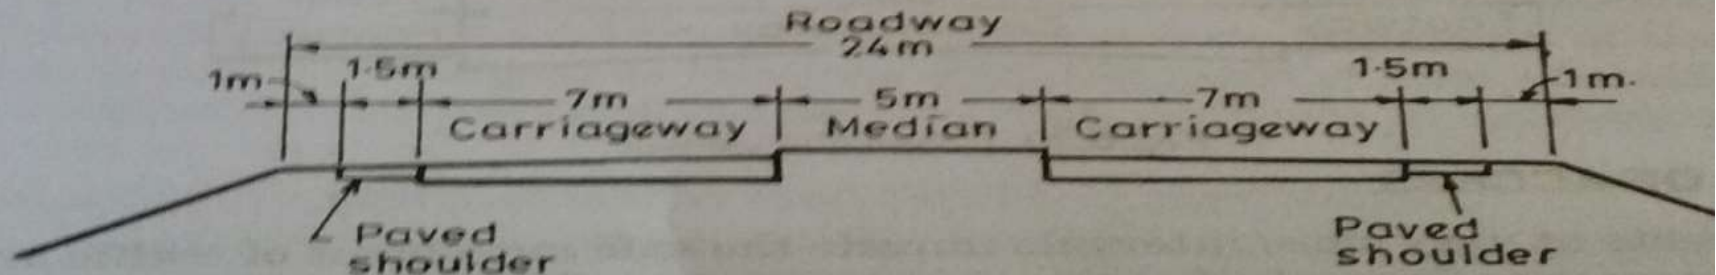 Roadway
24m
1m
1.5m
7m
5m
7m
1.5m
1m.
Carriageway
Median
Carriageway
Paved
shoulder
Paved
shoulder